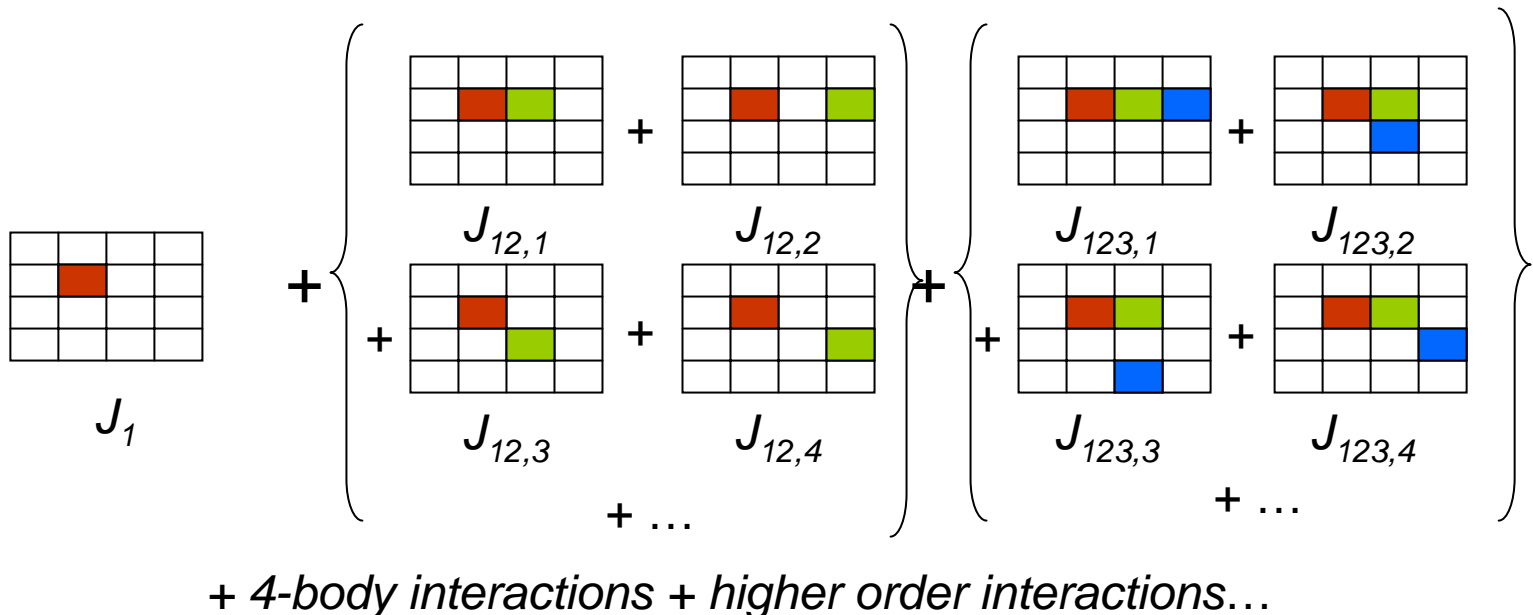 + +
J12,1 J12,2 J123,1 J123,2
+ +
+ + + +
J1
J12,3 J12,4 J123,3 J123,4
+ … + …
+ 4-body interactions + higher order interactions…